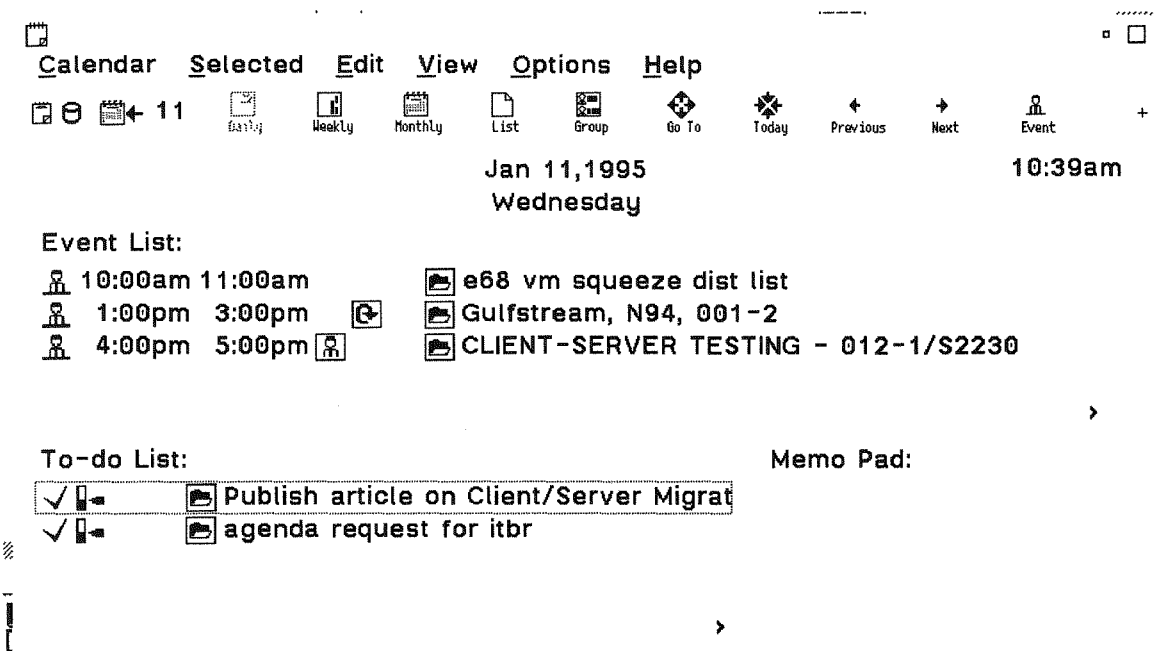 Calendar Selected Edit View Options Help
11 Daily Weekly Monthly List Group Go To Today Previous Next Event +
Jan 11,1995 10:39am
Wednesday
Event List:
10:00am 11:00am e68 vm squeeze dist list
1:00pm 3:00pm Gulfstream, N94, 001-2
4:00pm 5:00pm CLIENT-SERVER TESTING - 012-1/S2230
To-do List: Memo Pad:
Publish article on Client/Server Migrat
agenda request for itbr